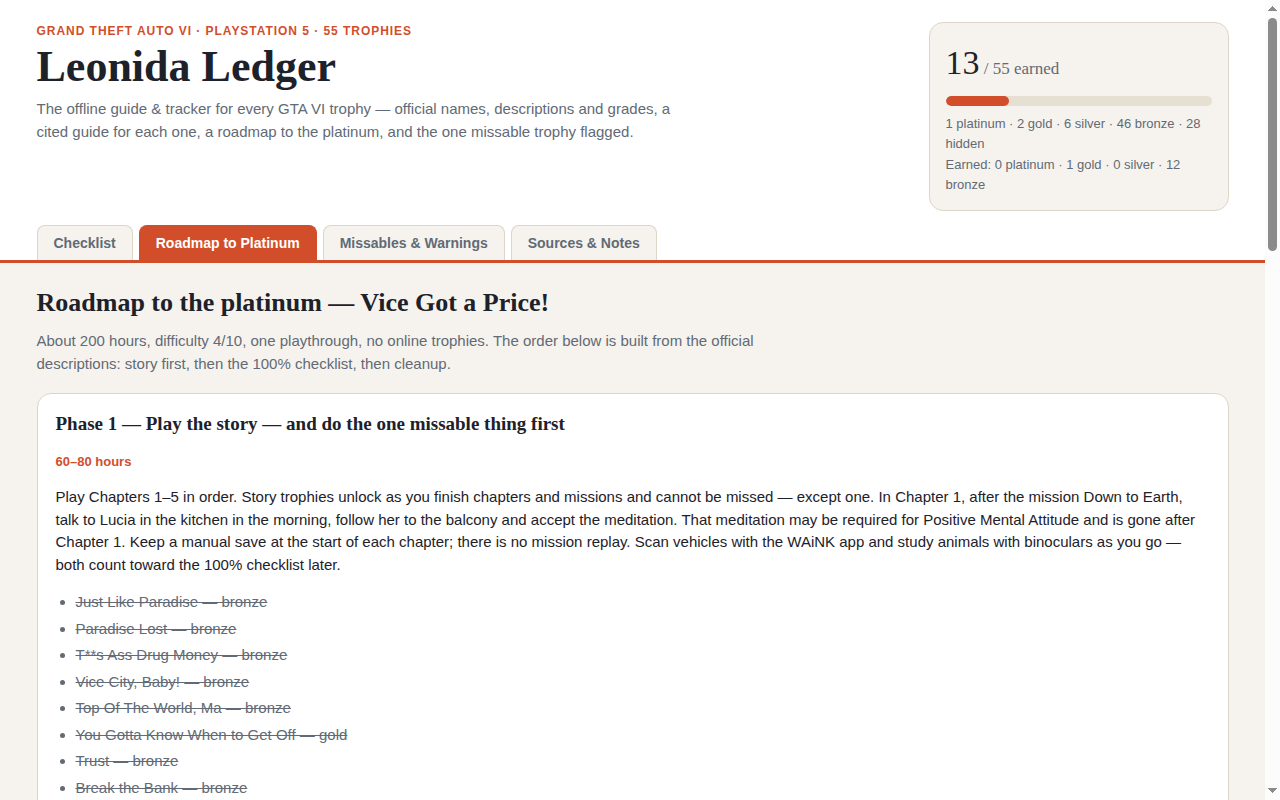 GRAND THEFT AUTO VI · PLAYSTATION 5 · 55 TROPHIES
Leonida Ledger
The offline guide & tracker for every GTA VI trophy — official names, descriptions and grades, a
cited guide for each one, a roadmap to the platinum, and the one missable trophy flagged.
13 / 55 earned
1 platinum · 2 gold · 6 silver · 46 bronze · 28
hidden
Earned: 0 platinum · 1 gold · 0 silver · 12
bronze
Checklist
Roadmap to Platinum
Missables & Warnings
Sources & Notes
Roadmap to the platinum — Vice Got a Price!
About 200 hours, difficulty 4/10, one playthrough, no online trophies. The order below is built from the official
descriptions: story first, then the 100% checklist, then cleanup.
Phase 1 — Play the story — and do the one missable thing first
60–80 hours
Play Chapters 1–5 in order. Story trophies unlock as you finish chapters and missions and cannot be missed — except one. In Chapter 1, after the mission Down to Earth,
talk to Lucia in the kitchen in the morning, follow her to the balcony and accept the meditation. That meditation may be required for Positive Mental Attitude and is gone after
Chapter 1. Keep a manual save at the start of each chapter; there is no mission replay. Scan vehicles with the WAiNK app and study animals with binoculars as you go —
both count toward the 100% checklist later.
Just Like Paradise — bronze
Paradise Lost — bronze
T**s Ass Drug Money — bronze
Vice City, Baby! — bronze
Top Of The World, Ma — bronze
You Gotta Know When to Get Off — gold
Trust — bronze
Break the Bank — bronze